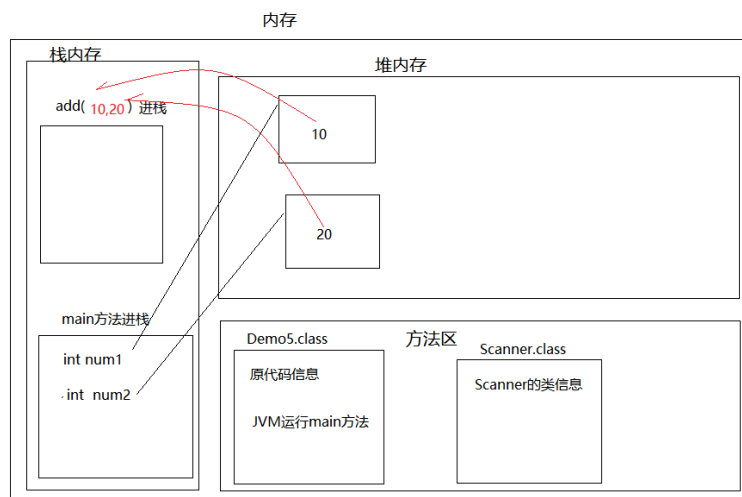 内存
栈内存
堆内存
add( 10,20 ) 进栈
10
20
main方法进栈
int num1
int num2
方法区
Demo5.class
原代码信息
JVM运行main方法
Scanner.class
Scanner的类信息